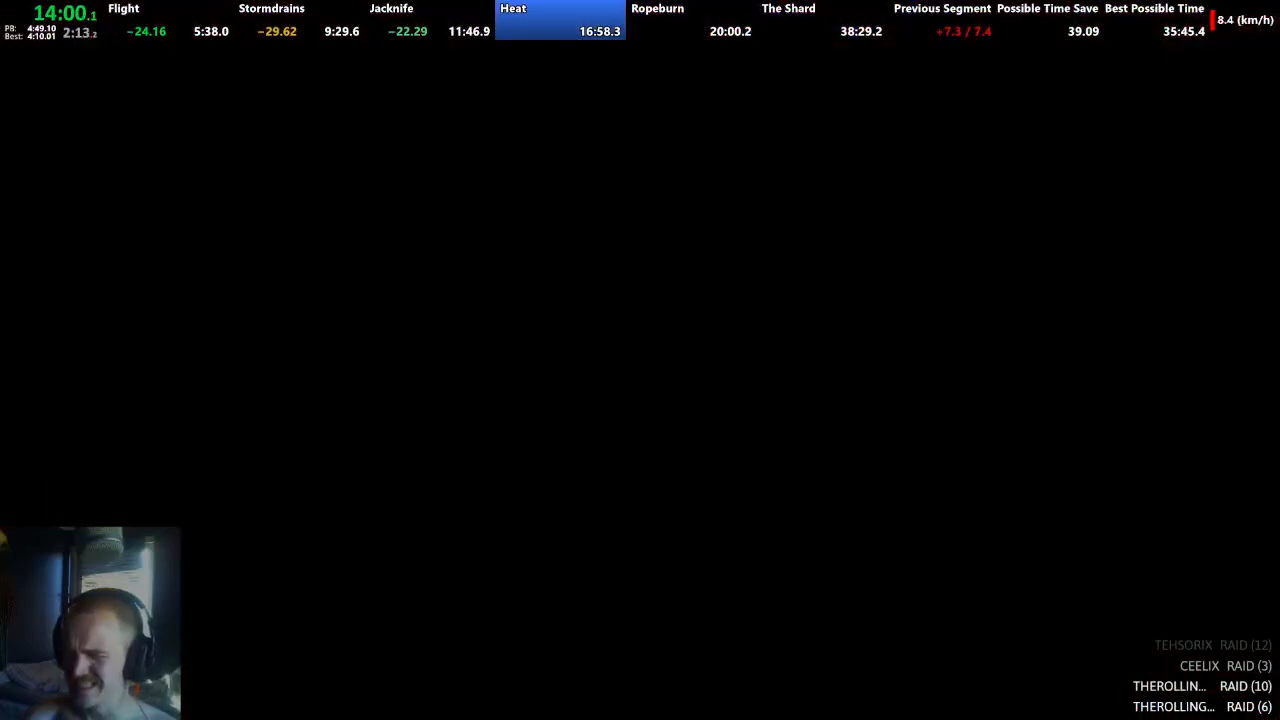 14:00.1
PB: 4:49.10
Best: 4:10.01
2:13.2
Flight
-24.16 5:38.0
Stormdrains
-29.62 9:29.6
Jacknife
-22.29 11:46.9
Heat
16:58.3
Ropeburn
20:00.2
The Shard
38:29.2
Previous Segment
+7.3 / 7.4
Possible Time Save
39.09
Best Possible Time
35:45.4
8.4 (km/h)
TEHSORIX RAID (12)
CEELIX RAID (3)
THEROLLIN... RAID (10)
THEROLLING... RAID (6)